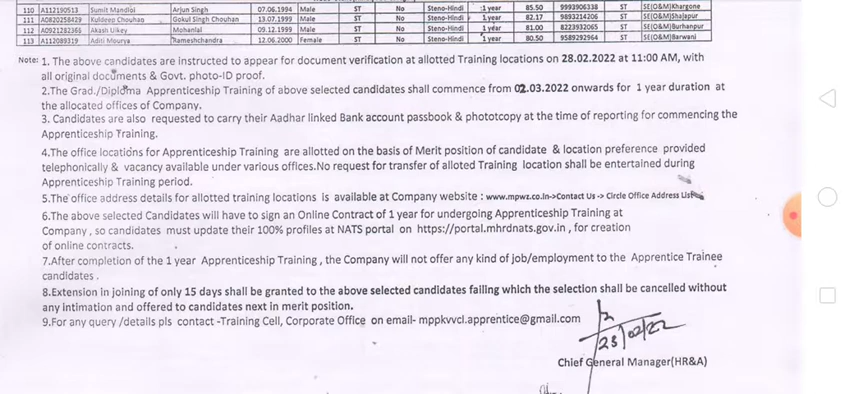 110 A112190513 Sumit Mandloi Arjun Singh 07.06.1994 Male ST No Steno-Hindi 1 year 85.50 9993906338 ST SE(O&M)Khargone
111 A0820258429 Kuldeep Chouhan Gokul Singh Chouhan 13.07.1999 Male ST No Steno-Hindi 1 year 82.17 9893214206 ST SE(O&M)Shajapur
112 A0921282365 Akash Uikey Mohanlal 09.12.1999 Male ST No Steno-Hindi 1 year 81.00 8223932065 ST SE(O&M)Burhanpur
113 A112089319 Aditi Mourya Rameshchandra 12.06.2000 Female ST No Steno-Hindi 1 year 80.50 9589292964 ST SE(O&M)Barwani
Note: 1. The above candidates are instructed to appear for document verification at allotted Training locations on 28.02.2022 at 11:00 AM, with
all original documents & Govt. photo-ID proof.
2.The Grad./Diploma Apprenticeship Training of above selected candidates shall commence from 02.03.2022 onwards for 1 year duration at
the allocated offices of Company.
3. Candidates are also requested to carry their Aadhar linked Bank account passbook & phototcopy at the time of reporting for commencing the
Apprenticeship Training.
4.The office locations for Apprenticeship Training are allotted on the basis of Merit position of candidate & location preference provided
telephonically & vacancy available under various offices.No request for transfer of alloted Training location shall be entertained during
Apprenticeship Training period.
5.The office address details for allotted training locations is available at Company website : www.mpwz.co.in->Contact Us -> Circle Office Address List
6.The above selected Candidates will have to sign an Online Contract of 1 year for undergoing Apprenticeship Training at
Company , so candidates must update their 100% profiles at NATS portal on https://portal.mhrdnats.gov.in , for creation
of online contracts.
7.After completion of the 1 year Apprenticeship Training , the Company will not offer any kind of job/employment to the Apprentice Trainee
candidates .
8.Extension in joining of only 15 days shall be granted to the above selected candidates failing which the selection shall be cancelled without
any intimation and offered to candidates next in merit position.
9.For any query /details pls contact -Training Cell, Corporate Office on email- mppkvvcl.apprentice@gmail.com
23/02/22
Chief General Manager(HR&A)